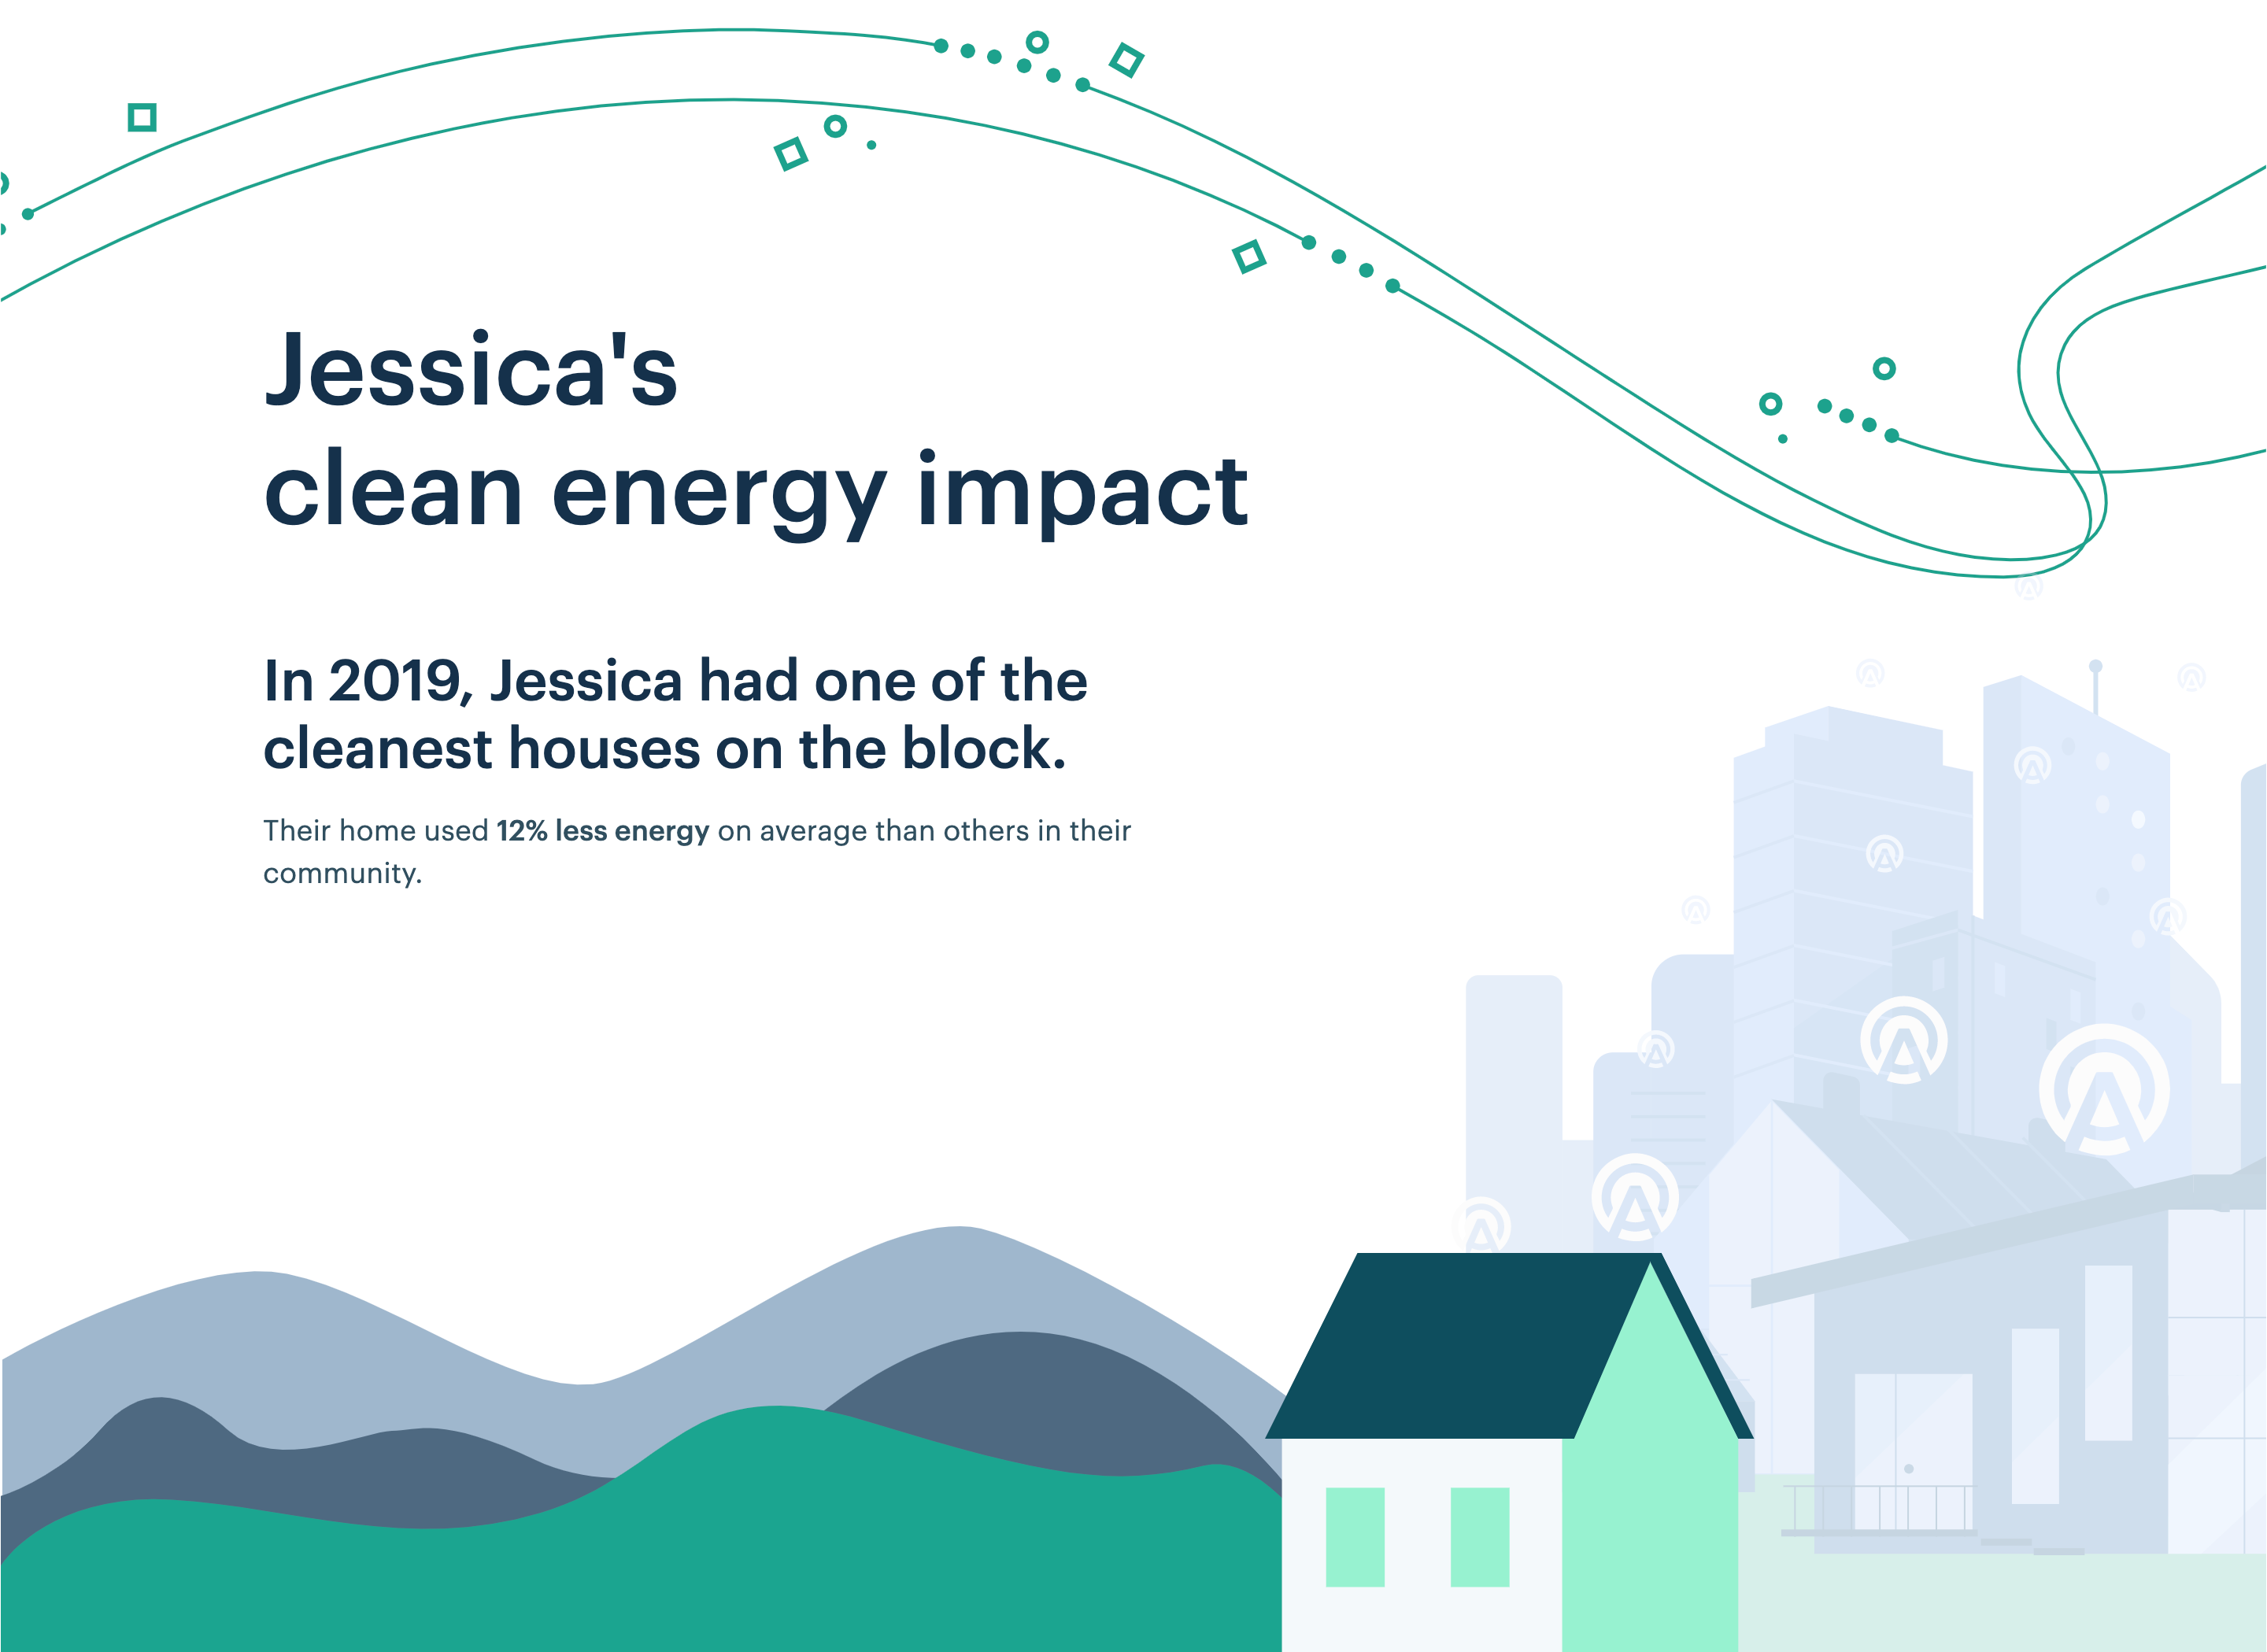 Jessica's
clean energy impact
In 2019, Jessica had one of the
cleanest houses on the block.
Their home used 12% less energy on average than others in their
community.